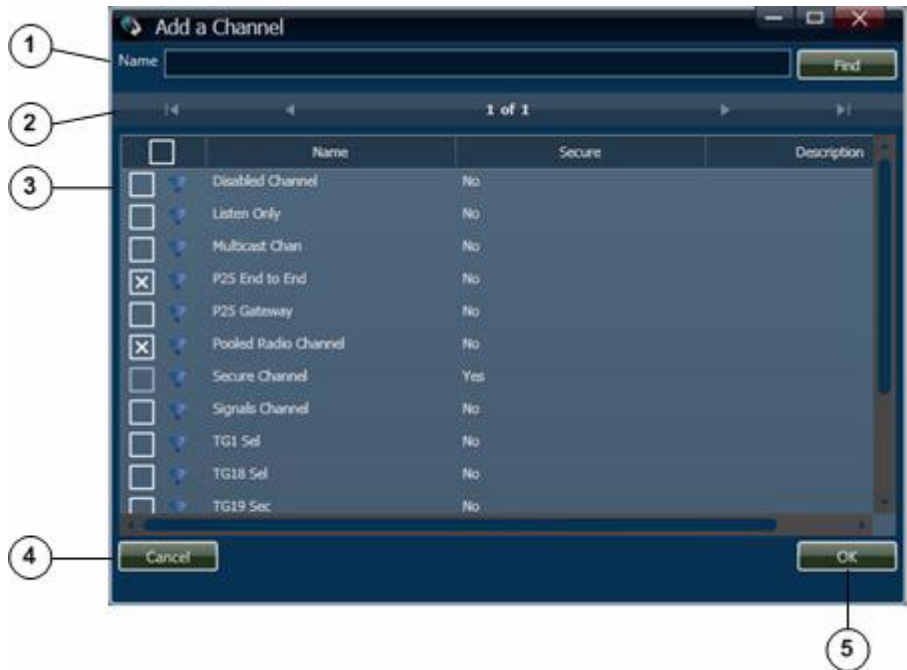 Add a Channel
1
Name
Find
2
1 of 1
Name Secure Description
3
Disabled Channel No
Listen Only No
Multicast Chan No
P25 End to End No
P25 Gateway No
Pooled Radio Channel No
Secure Channel Yes
Signals Channel No
TG1 Sel No
TG18 Sel No
TG19 Sec No
4
Cancel OK
5